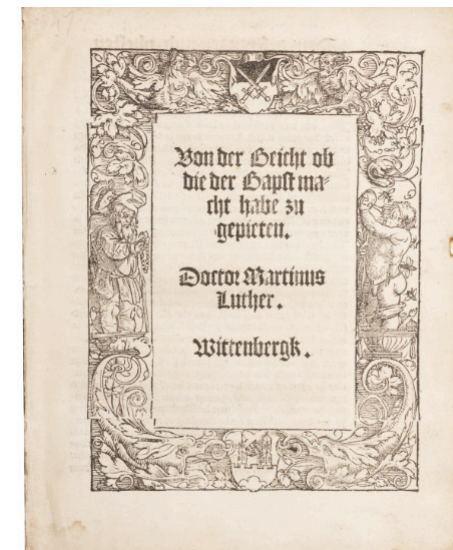 Von der Beicht ob
die der Bapst ma⸗
cht habe zu
gepieten.
Doctor Martinus
Luther.
Wittenbergk.